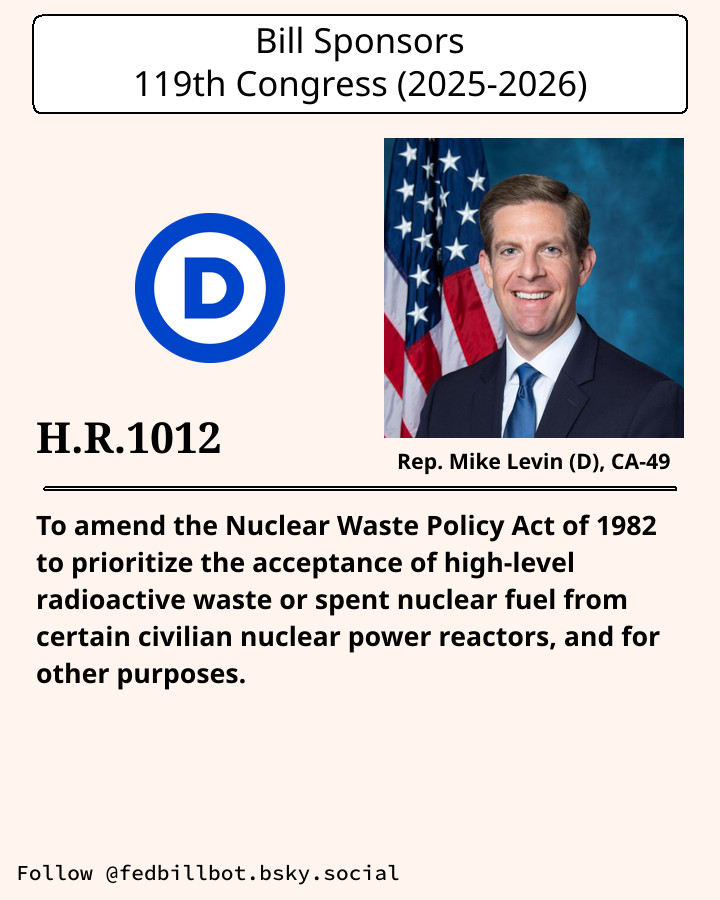 Bill Sponsors
119th Congress (2025-2026)
D
H.R.1012
Rep. Mike Levin (D), CA-49
To amend the Nuclear Waste Policy Act of 1982
to prioritize the acceptance of high-level
radioactive waste or spent nuclear fuel from
certain civilian nuclear power reactors, and for
other purposes.
Follow @fedbillbot.bsky.social